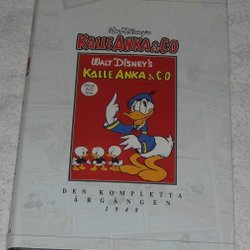 Walt Disney's
KALLE ANKA & C:O
WALT DISNEY'S
KALLE ANKA & C:O
DEN KOMPLETTA
ÅRGÅNGEN
1948